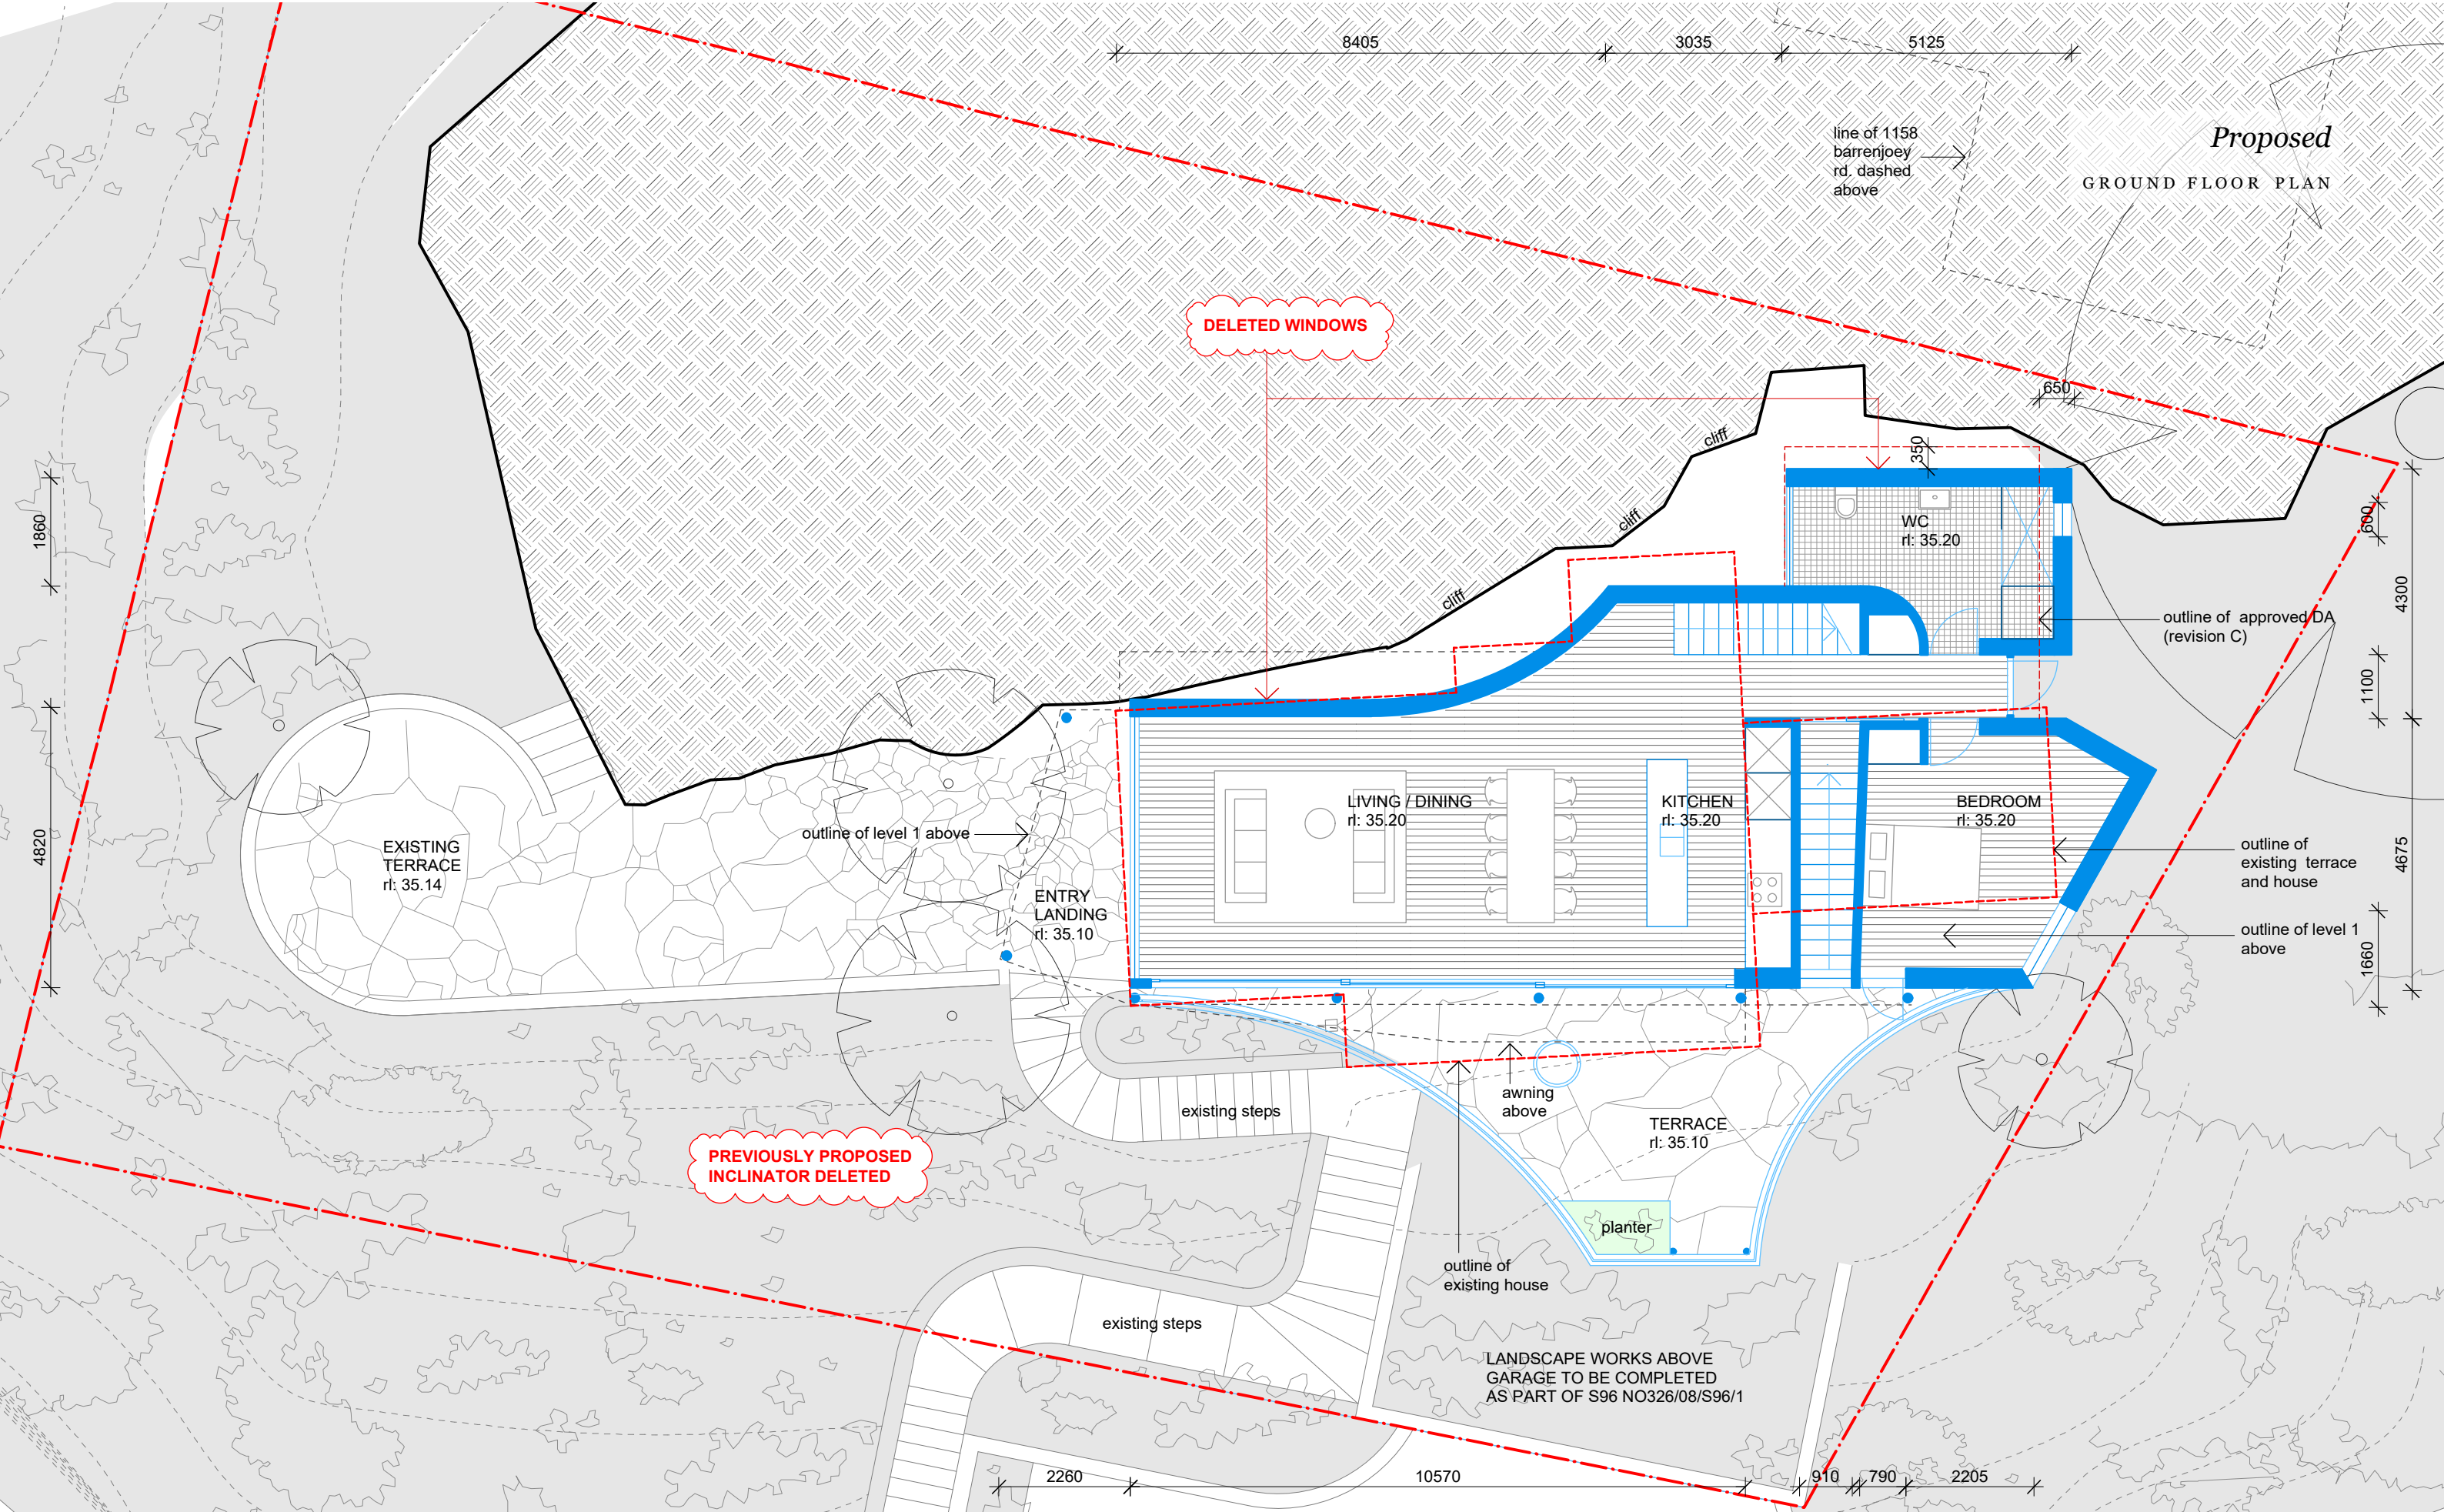 8405
3035
5125
line of 1158
barrenjoey
rd. dashed
above
Proposed
GROUND FLOOR PLAN
DELETED WINDOWS
650
350
cliff
cliff
cliff
1860
600
WC
rl: 35.20
4300
outline of approved DA
(revision C)
1100
LIVING / DINING
rl: 35.20
KITCHEN
rl: 35.20
BEDROOM
rl: 35.20
outline of level 1 above
EXISTING
TERRACE
rl: 35.14
4820
outline of
existing terrace
and house
4675
ENTRY
LANDING
rl: 35.10
outline of level 1
above
1660
existing steps
awning
above
TERRACE
rl: 35.10
PREVIOUSLY PROPOSED
INCLINATOR DELETED
planter
outline of
existing house
existing steps
LANDSCAPE WORKS ABOVE
GARAGE TO BE COMPLETED
AS PART OF S96 NO326/08/S96/1
2260
10570
910
790
2205